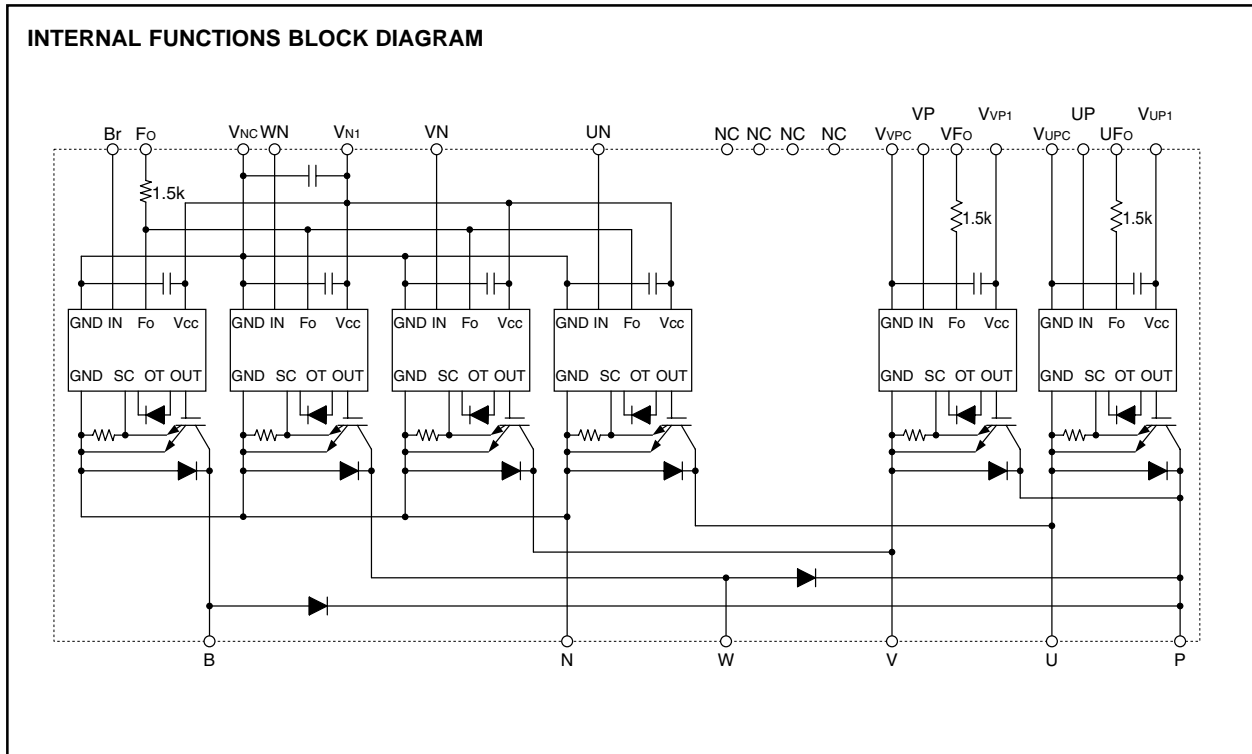 INTERNAL FUNCTIONS BLOCK DIAGRAM
VP VVP1 UP VUP1
Br FO VNC WN VN1 VN UN NC NC NC NC VVPC VFO VUPC UFO
1.5k 1.5k 1.5k
GND IN FO VCC GND IN FO VCC GND IN FO VCC GND IN FO VCC GND IN FO VCC GND IN FO VCC
GND SC OT OUT GND SC OT OUT GND SC OT OUT GND SC OT OUT GND SC OT OUT GND SC OT OUT
B N W V U P